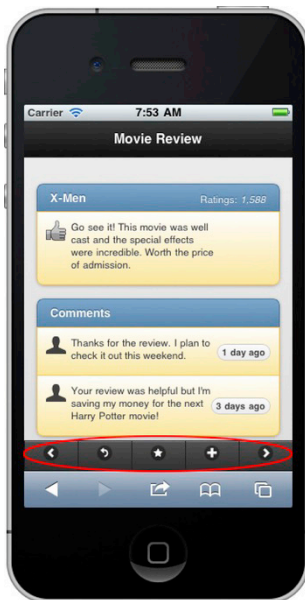 Carrier 7:53 AM
Movie Review
X-Men Ratings: 1,588
Go see it! This movie was well
cast and the special effects
were incredible. Worth the price
of admission.
Comments
Thanks for the review. I plan to
check it out this weekend.
1 day ago
Your review was helpful but I'm
saving my money for the next
Harry Potter movie!
3 days ago